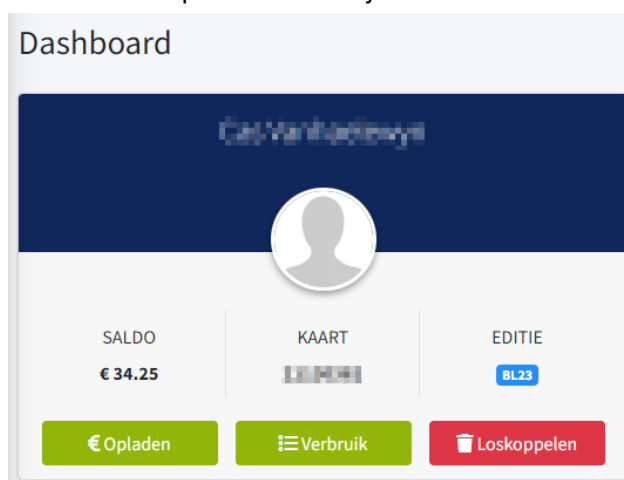 Dashboard
SALDO KAART EDITIE
€ 34.25 BL23
€ Opladen Verbruik Loskoppelen